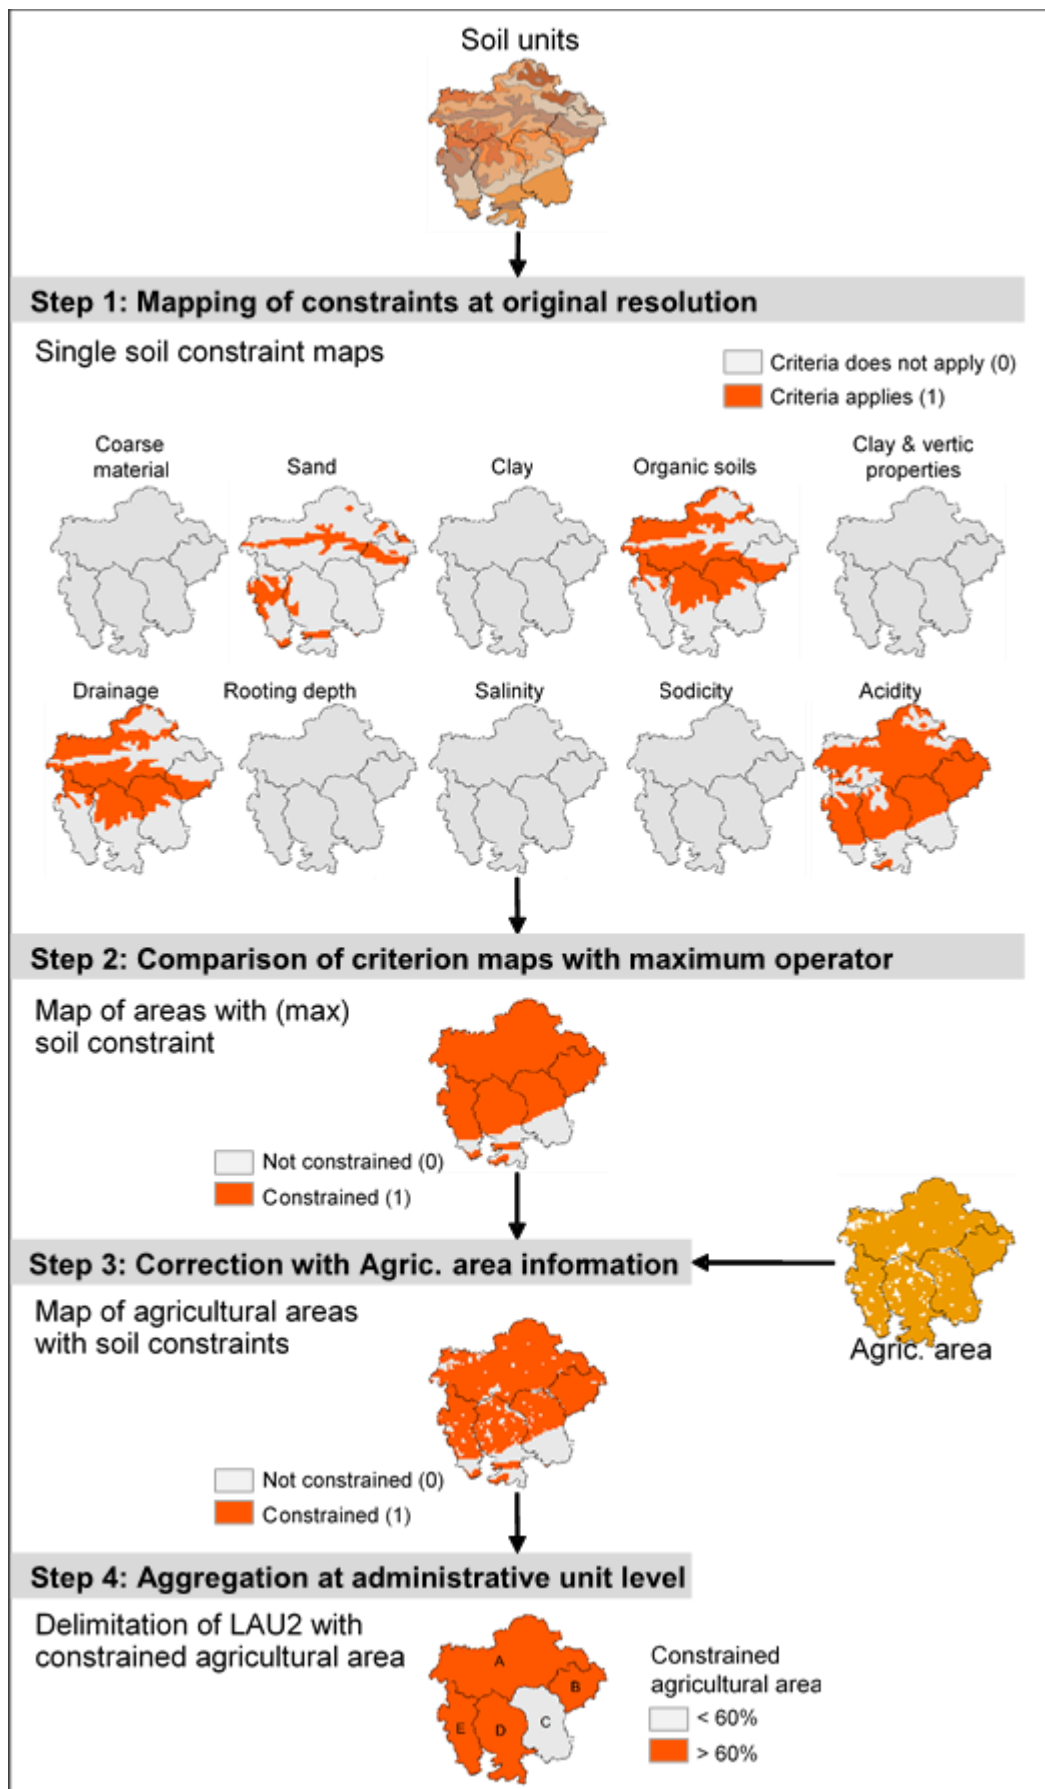 Soil units
Step 1: Mapping of constraints at original resolution
Single soil constraint maps
Criteria does not apply (0)
Criteria applies (1)
Coarse
material
Sand
Clay
Organic soils
Clay & vertic
properties
Drainage
Rooting depth
Salinity
Sodicity
Acidity
Step 2: Comparison of criterion maps with maximum operator
Map of areas with (max)
soil constraint
Not constrained (0)
Constrained (1)
Step 3: Correction with Agric. area information
Map of agricultural areas
with soil constraints
Agric. area
Not constrained (0)
Constrained (1)
Step 4: Aggregation at administrative unit level
Delimitation of LAU2 with
constrained agricultural area
A
B
C
D
E
Constrained
agricultural area
< 60%
> 60%